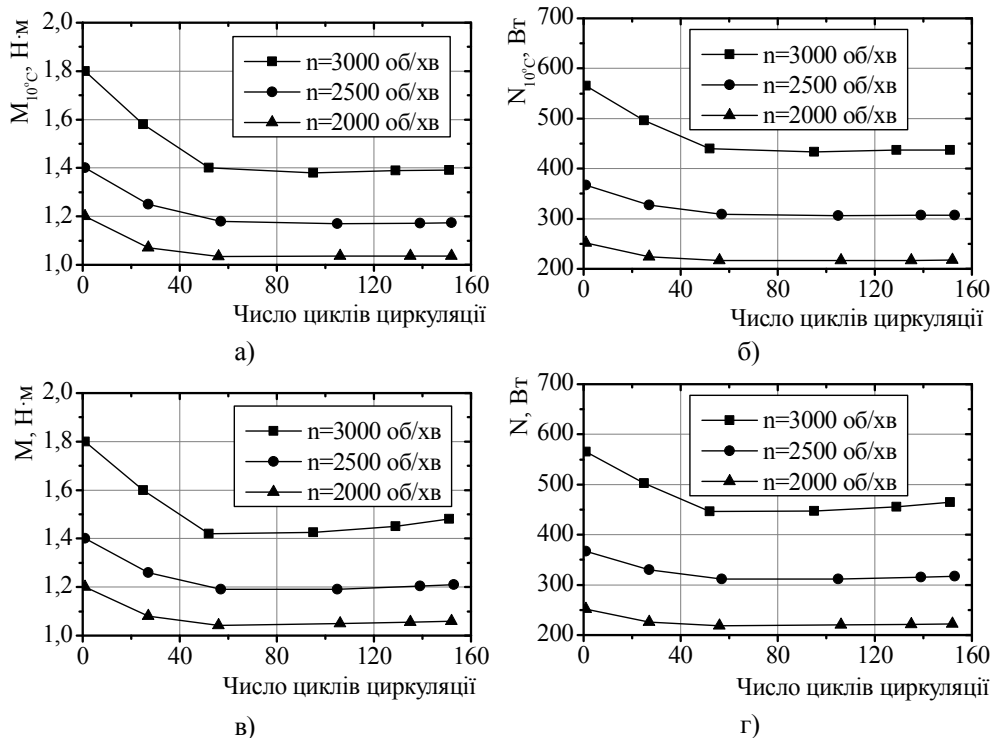 M₁₀°C, Н·м
2,0
1,8
1,6
1,4
1,2
1,0
n=3000 об/хв
n=2500 об/хв
n=2000 об/хв
0 40 80 120 160
Число циклів циркуляції
а)
N₁₀°C, Вт
700
600
500
400
300
200
n=3000 об/хв
n=2500 об/хв
n=2000 об/хв
0 40 80 120 160
Число циклів циркуляції
б)
М, Н·м
2,0
1,8
1,6
1,4
1,2
1,0
n=3000 об/хв
n=2500 об/хв
n=2000 об/хв
0 40 80 120 160
Число циклів циркуляції
в)
N, Вт
700
600
500
400
300
200
n=3000 об/хв
n=2500 об/хв
n=2000 об/хв
0 40 80 120 160
Число циклів циркуляції
г)